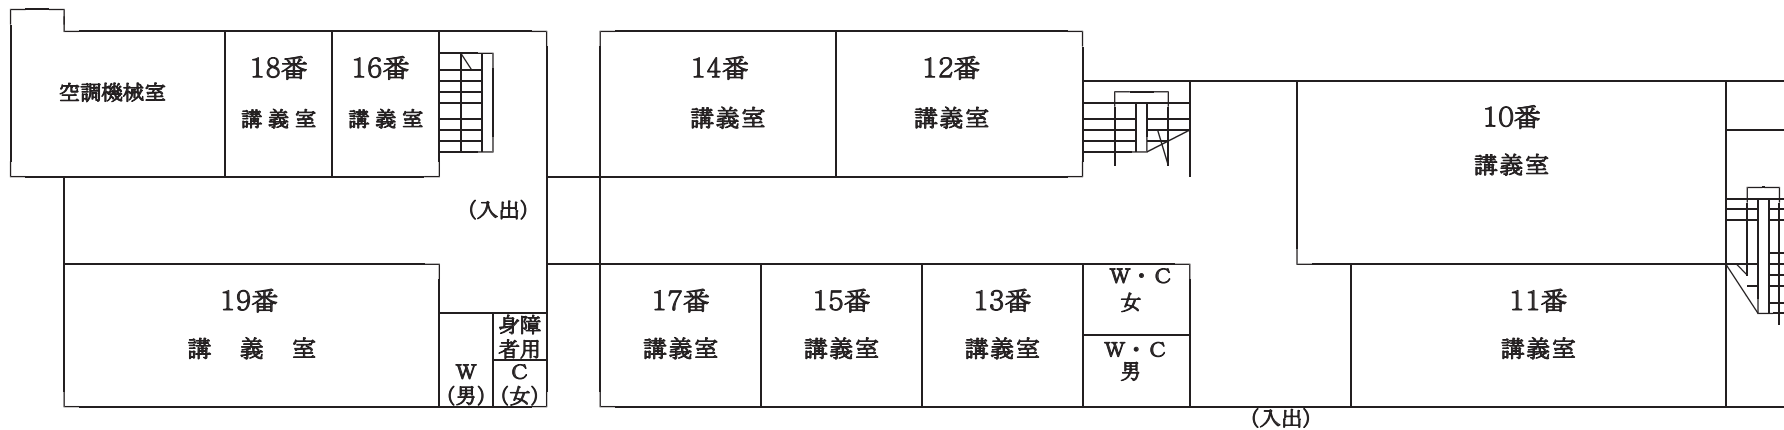 空調機械室
18番
講義室
16番
講義室
14番
講義室
12番
講義室
10番
講義室
(入出)
19番
講義室
身障
者用
W
(男)
C
(女)
17番
講義室
15番
講義室
13番
講義室
W・C
女
W・C
男
11番
講義室
(入出)